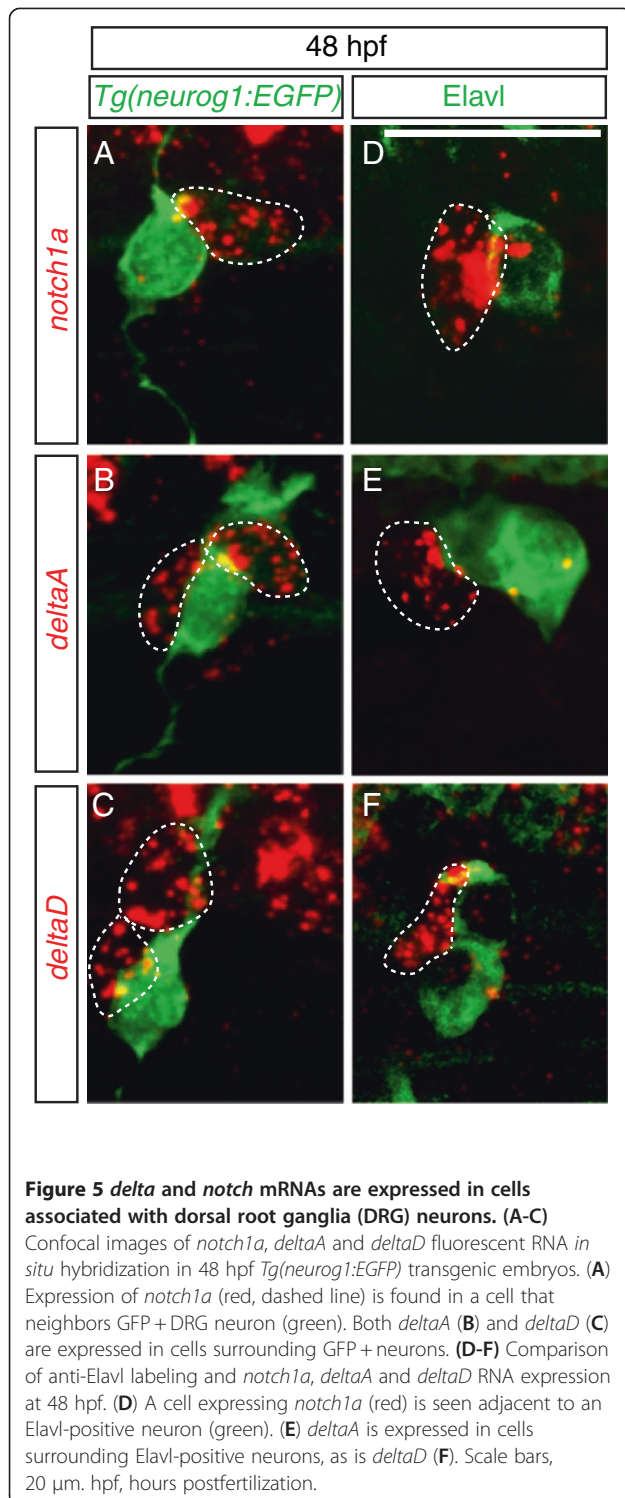 48 hpf
Tg(neurog1:EGFP)
Elavl
A
D
notch1a
B
E
deltaA
C
F
deltaD
Figure 5 delta and notch mRNAs are expressed in cells
associated with dorsal root ganglia (DRG) neurons. (A-C)
Confocal images of notch1a, deltaA and deltaD fluorescent RNA in
situ hybridization in 48 hpf Tg(neurog1:EGFP) transgenic embryos. (A)
Expression of notch1a (red, dashed line) is found in a cell that
neighbors GFP + DRG neuron (green). Both deltaA (B) and deltaD (C)
are expressed in cells surrounding GFP + neurons. (D-F) Comparison
of anti-Elavl labeling and notch1a, deltaA and deltaD RNA expression
at 48 hpf. (D) A cell expressing notch1a (red) is seen adjacent to an
Elavl-positive neuron (green). (E) deltaA is expressed in cells
surrounding Elavl-positive neurons, as is deltaD (F). Scale bars,
20 μm. hpf, hours postfertilization.